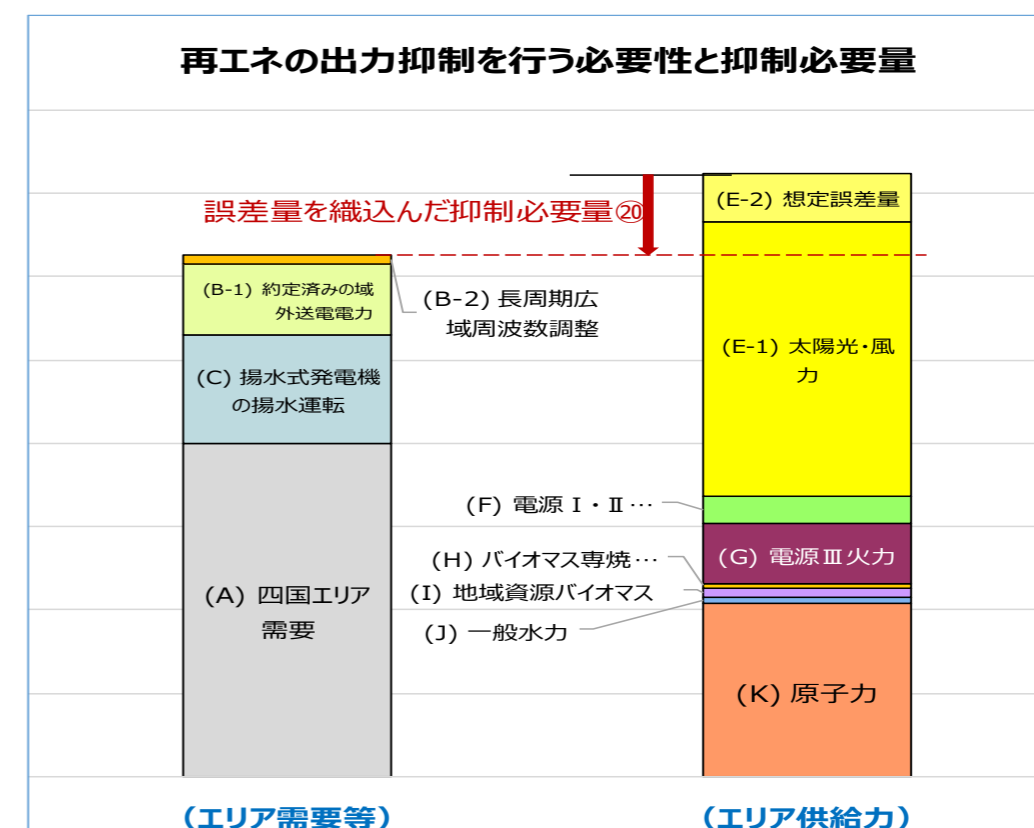 再エネの出力抑制を行う必要性と抑制必要量
誤差量を織込んだ抑制必要量⑳
(B-1) 約定済みの域
外送電電力
(B-2) 長周期広
域周波数調整
(C) 揚水式発電機
の揚水運転
(A) 四国エリア
需要
(E-2) 想定誤差量
(E-1) 太陽光・風
力
(F) 電源Ⅰ・Ⅱ…
(G) 電源Ⅲ火力
(H) バイオマス専焼…
(I) 地域資源バイオマス
(J) 一般水力
(K) 原子力
(エリア需要等)
(エリア供給力)